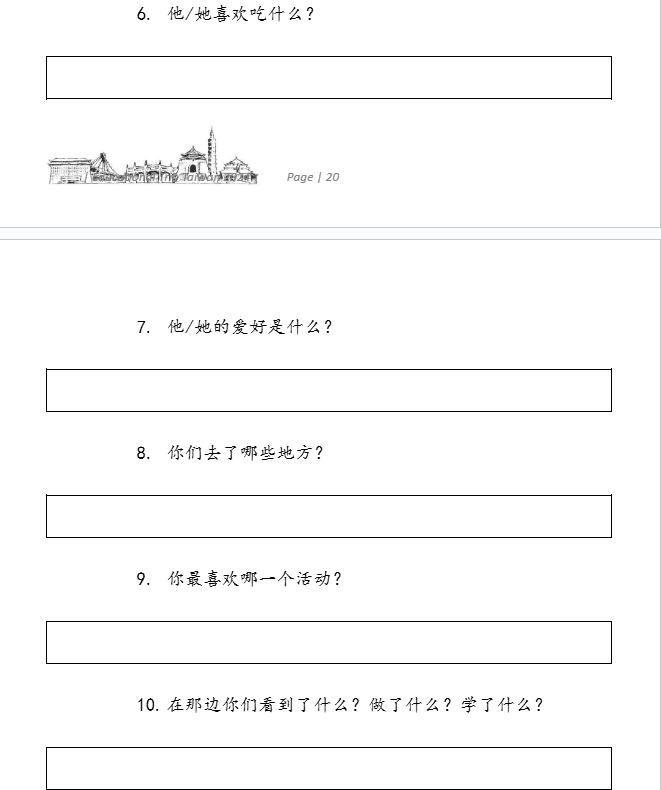 6. 他/她喜欢吃什么？
Page | 20
7. 他/她的爱好是什么？
8. 你们去了哪些地方？
9. 你最喜欢哪一个活动？
10. 在那边你们看到了什么？做了什么？学了什么？